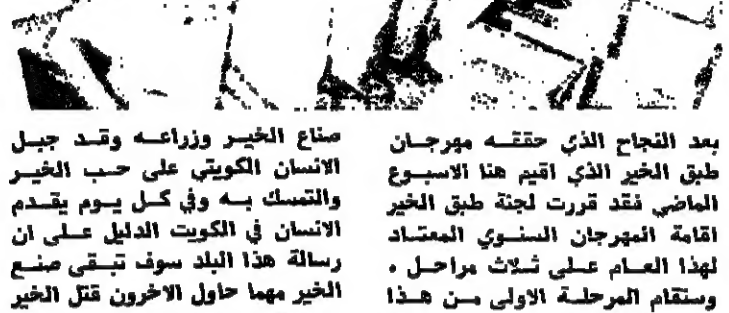 بعد النجاح الذي حققه مهرجان
طبق الخير الذي اقيم هنا الاسبوع
الماضي فقد قررت لجنة طبق الخير
اقامة المهرجان السنوي المعتاد
لهذا العام على ثلاث مراحل .
وستقام المرحلة الاولى من هذا
صناع الخير وزراعه وقد جبل
الانسان الكويتي على حب الخير
والتمسك به وفي كل يوم يقدم
الانسان في الكويت الدليل على ان
رسالة هذا البلد سوف تبقى صنع
الخير مهما حاول الاخرون قتل الخير